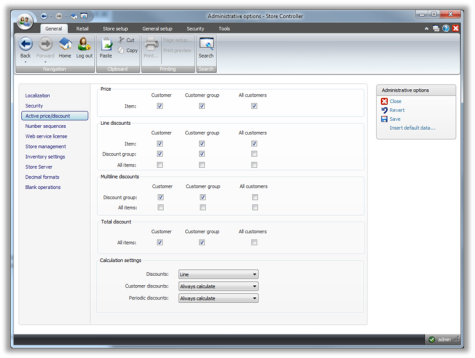 Administrative options - Store Controller
General Retail Store setup General setup Security Tools
Cut
Copy
Page setup...
Print preview
Back Forward Home Log out Paste Print... Search
Navigation Clipboard Printing Search
Localization
Security
Active price/discount
Number sequences
Web service license
Store management
Inventory settings
Store Server
Decimal formats
Blank operations
Price
Customer Customer group All customers
Item:
Line discounts
Customer Customer group All customers
Item:
Discount group:
All items:
Multiline discounts
Customer Customer group All customers
Discount group:
All items:
Total discount
Customer Customer group All customers
All items:
Calculation settings
Discounts: Line
Customer discounts: Always calculate
Periodic discounts: Always calculate
Administrative options
Close
Revert
Save
Insert default data...
admin